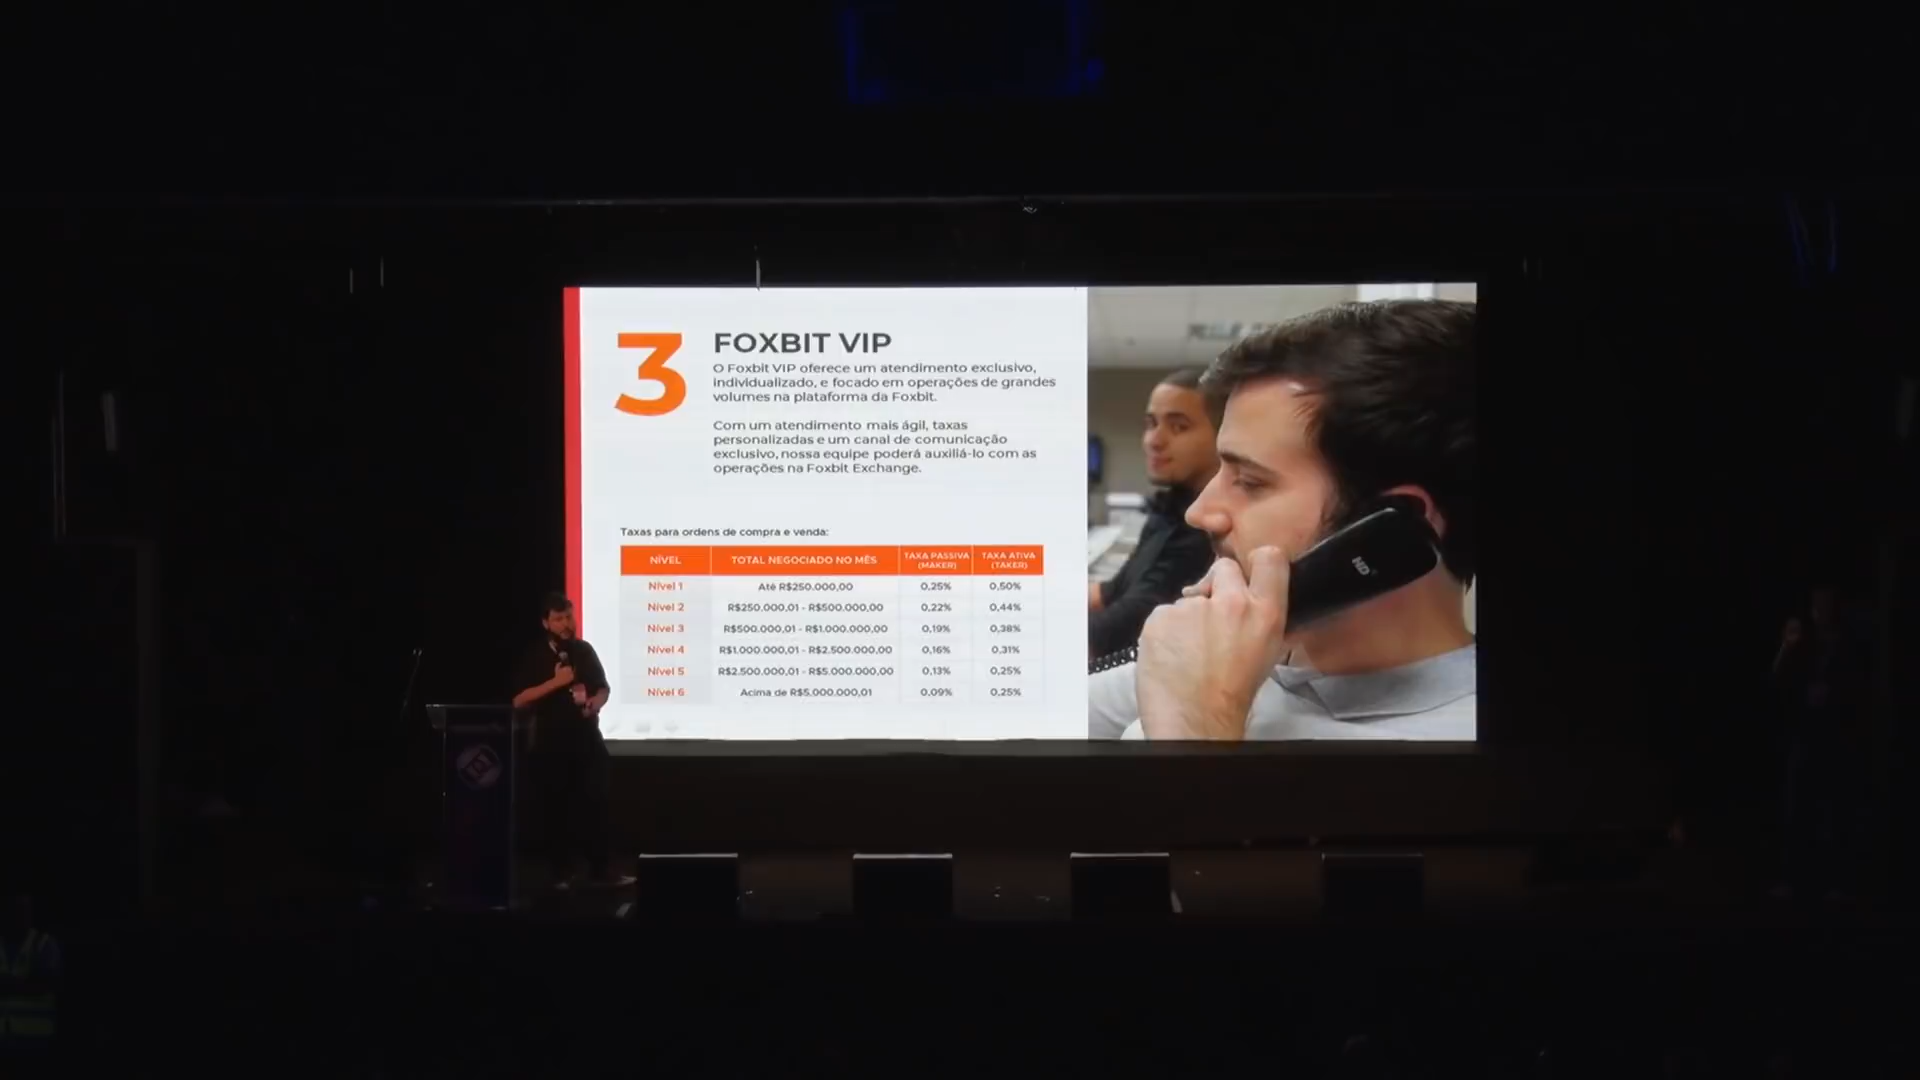 3
FOXBIT VIP
O Foxbit VIP oferece um atendimento exclusivo,
individualizado, e focado em operações de grandes
volumes na plataforma da Foxbit.
Com um atendimento mais ágil, taxas
personalizadas e um canal de comunicação
exclusivo, nossa equipe poderá auxiliá-lo com as
operações na Foxbit Exchange.
Taxas para ordens de compra e venda:
NÍVEL TOTAL NEGOCIADO NO MÊS TAXA PASSIVA (MAKER) TAXA ATIVA (TAKER)
Nível 1 Até R$250.000,00 0,25% 0,50%
Nível 2 R$250.000,01 - R$500.000,00 0,22% 0,44%
Nível 3 R$500.000,01 - R$1.000.000,00 0,19% 0,38%
Nível 4 R$1.000.000,01 - R$2.500.000,00 0,16% 0,31%
Nível 5 R$2.500.000,01 - R$5.000.000,00 0,13% 0,25%
Nível 6 Acima de R$5.000.000,01 0,09% 0,25%
HD